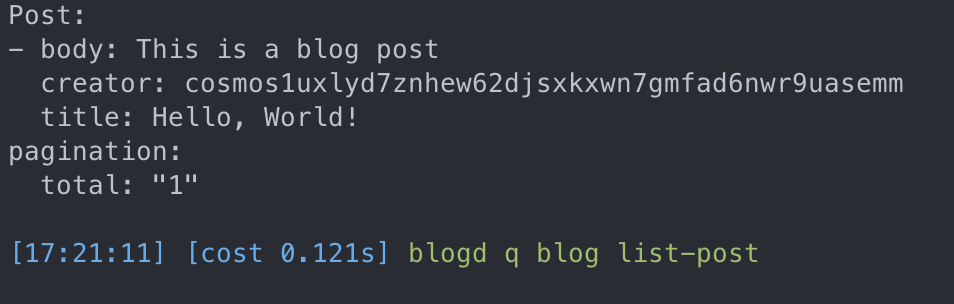 Post:
- body: This is a blog post
  creator: cosmos1uxlyd7znhew62djsxkxwn7gmfad6nwr9uasemm
  title: Hello, World!
pagination:
  total: "1"
[17:21:11] [cost 0.121s] blogd q blog list-post